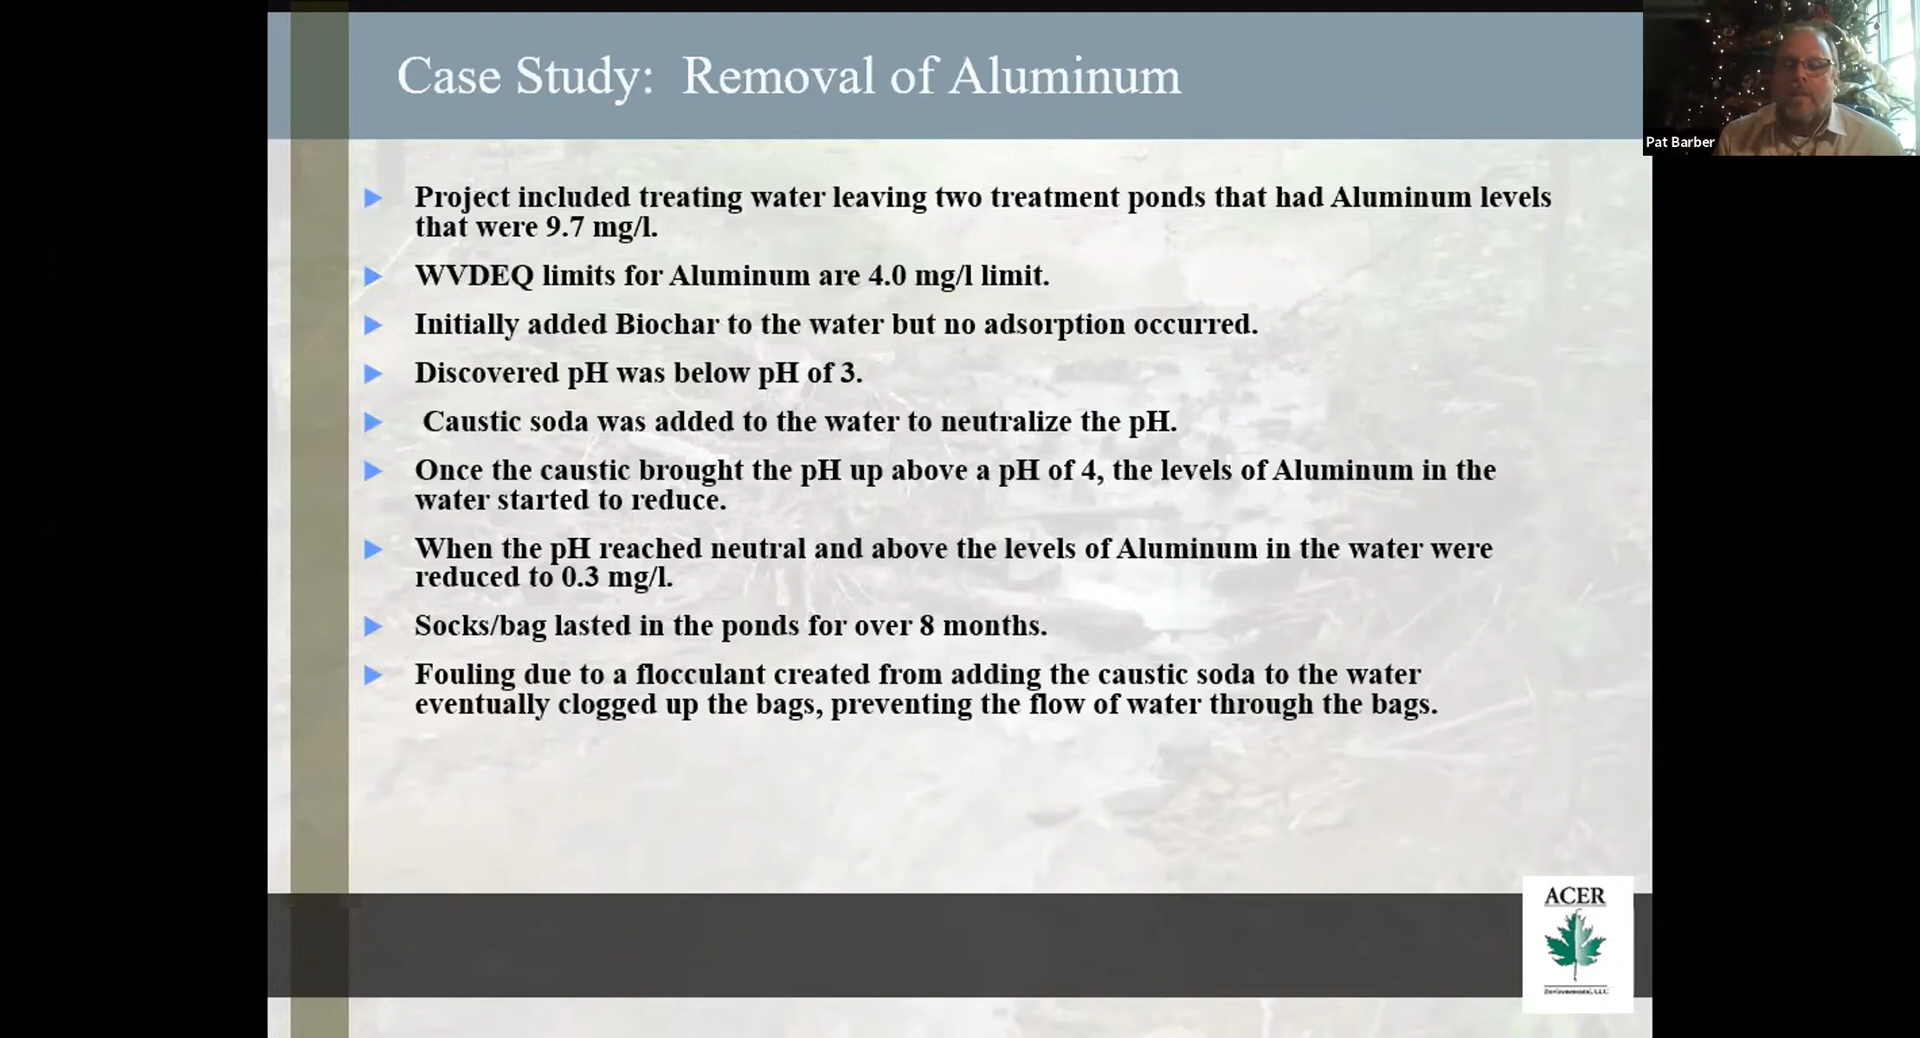 Case Study: Removal of Aluminum
Pat Barber
Project included treating water leaving two treatment ponds that had Aluminum levels
that were 9.7 mg/l.
WVDEQ limits for Aluminum are 4.0 mg/l limit.
Initially added Biochar to the water but no adsorption occurred.
Discovered pH was below pH of 3.
Caustic soda was added to the water to neutralize the pH.
Once the caustic brought the pH up above a pH of 4, the levels of Aluminum in the
water started to reduce.
When the pH reached neutral and above the levels of Aluminum in the water were
reduced to 0.3 mg/l.
Socks/bag lasted in the ponds for over 8 months.
Fouling due to a flocculant created from adding the caustic soda to the water
eventually clogged up the bags, preventing the flow of water through the bags.
ACER
Environmental, LLC